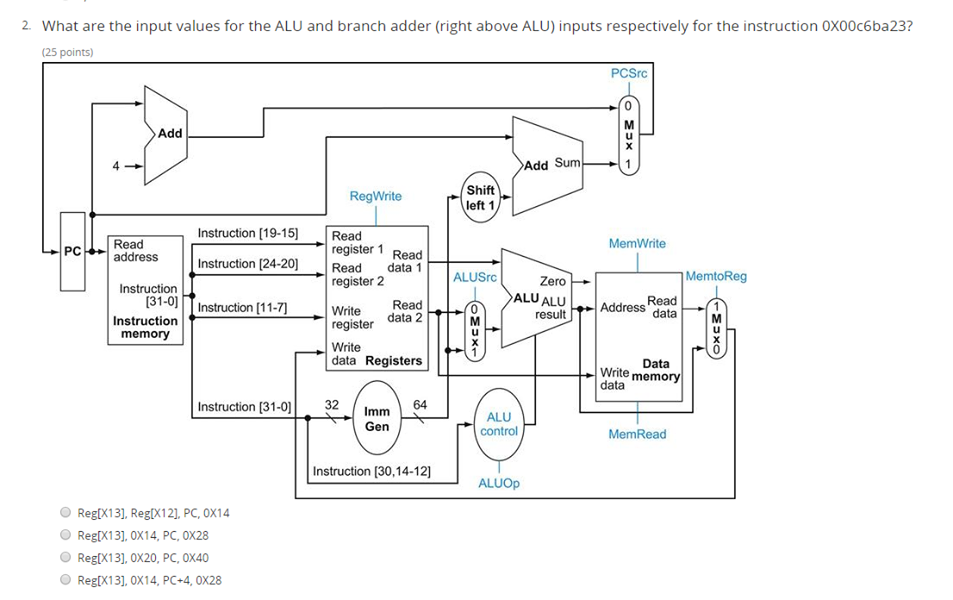 2. What are the input values for the ALU and branch adder (right above ALU) inputs respectively for the instruction 0X00c6ba23?
(25 points)
PCSrc
0
M
u
x
1
Add
4
Add Sum
Shift
left 1
RegWrite
PC
Read
address
Instruction
[31-0]
Instruction
memory
Instruction [19-15]
Instruction [24-20]
Instruction [11-7]
Instruction [31-0]
Read
register 1
Read
data 1
Read
register 2
Write
register
Read
data 2
Write
data Registers
ALUSrc
0
M
u
x
1
Zero
ALU ALU
result
MemWrite
Address Read
data
Data
Write memory
data
MemRead
MemtoReg
1
M
u
x
0
32
Imm
Gen
64
ALU
control
Instruction [30,14-12]
ALUOp
Reg[X13], Reg[X12], PC, 0X14
Reg[X13], 0X14, PC, 0X28
Reg[X13], 0X20, PC, 0X40
Reg[X13], 0X14, PC+4, 0X28